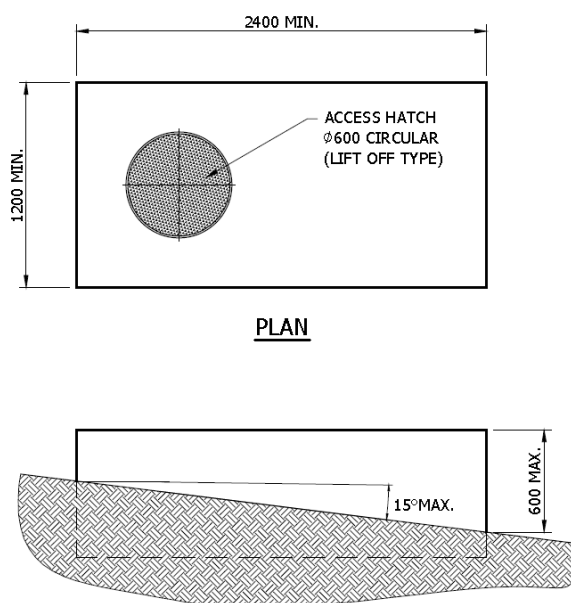 2400 MIN.
ACCESS HATCH
Ø600 CIRCULAR
(LIFT OFF TYPE)
1200 MIN.
PLAN
15°MAX.
600 MAX.